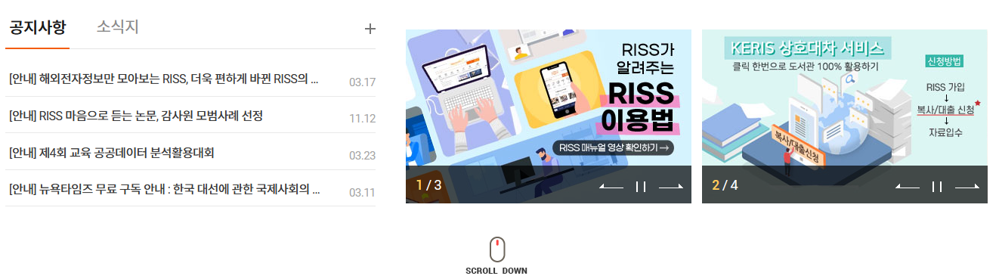 공지사항 소식지
[안내] 해외전자정보만 모아보는 RISS, 더욱 편하게 바뀐 RISS의 ... 03.17
[안내] RISS 마음으로 듣는 논문, 감사원 모범사례 선정 11.12
[안내] 제4회 교육 공공데이터 분석활용대회 03.23
[안내] 뉴욕타임즈 무료 구독 안내 : 한국 대선에 관한 국제사회의 ... 03.11
RISS가
알려주는
RISS
이용법
RISS 매뉴얼 영상 확인하기 →
1 / 3
KERIS 상호대차 서비스
클릭 한번으로 도서관 100% 활용하기
신청방법
RISS 가입
↓
복사/대출 신청
↓
자료입수
복사/대출신청
2 / 4
SCROLL DOWN